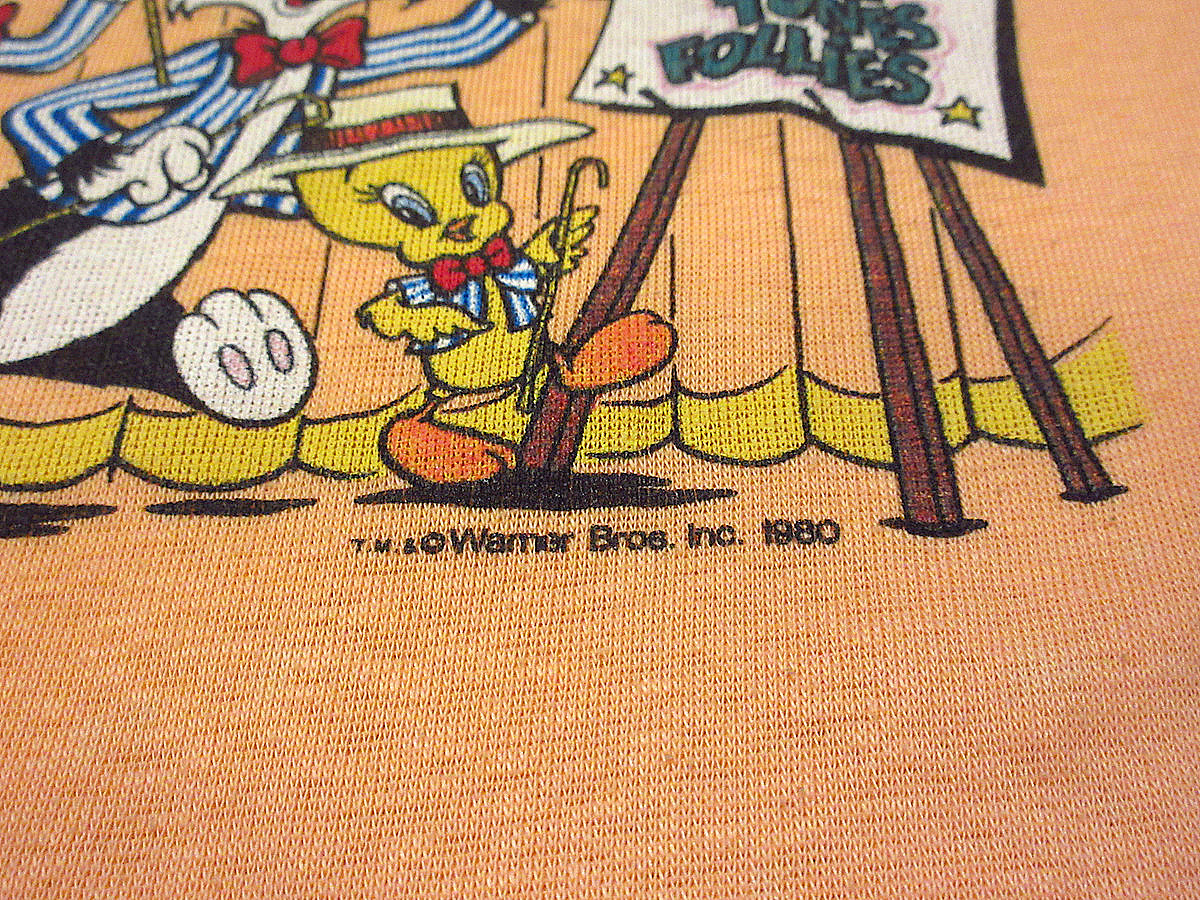 TUNES
FOLLIES
T.M. & © Warner Bros. Inc. 1980